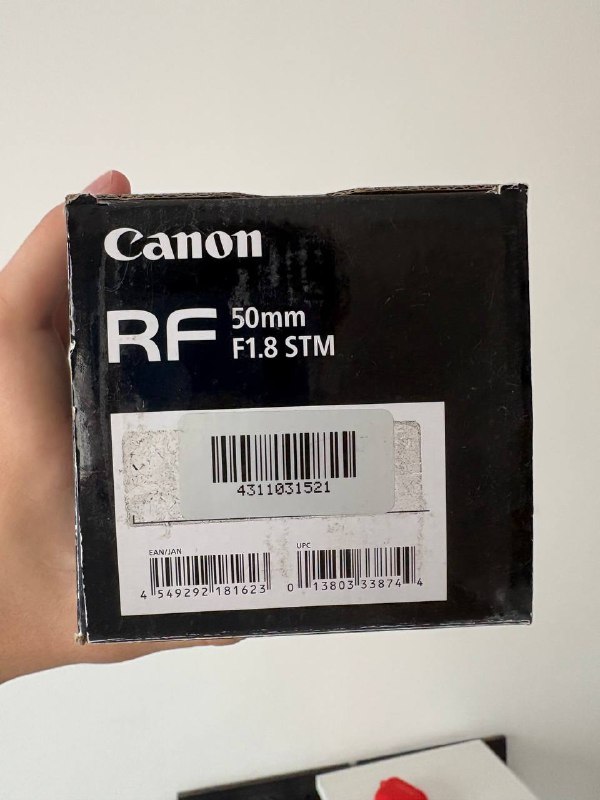 Canon
RF 50mm
F1.8 STM
4311031521
EAN/JAN
4 549292 181623
UPC
0 13803 33874 4